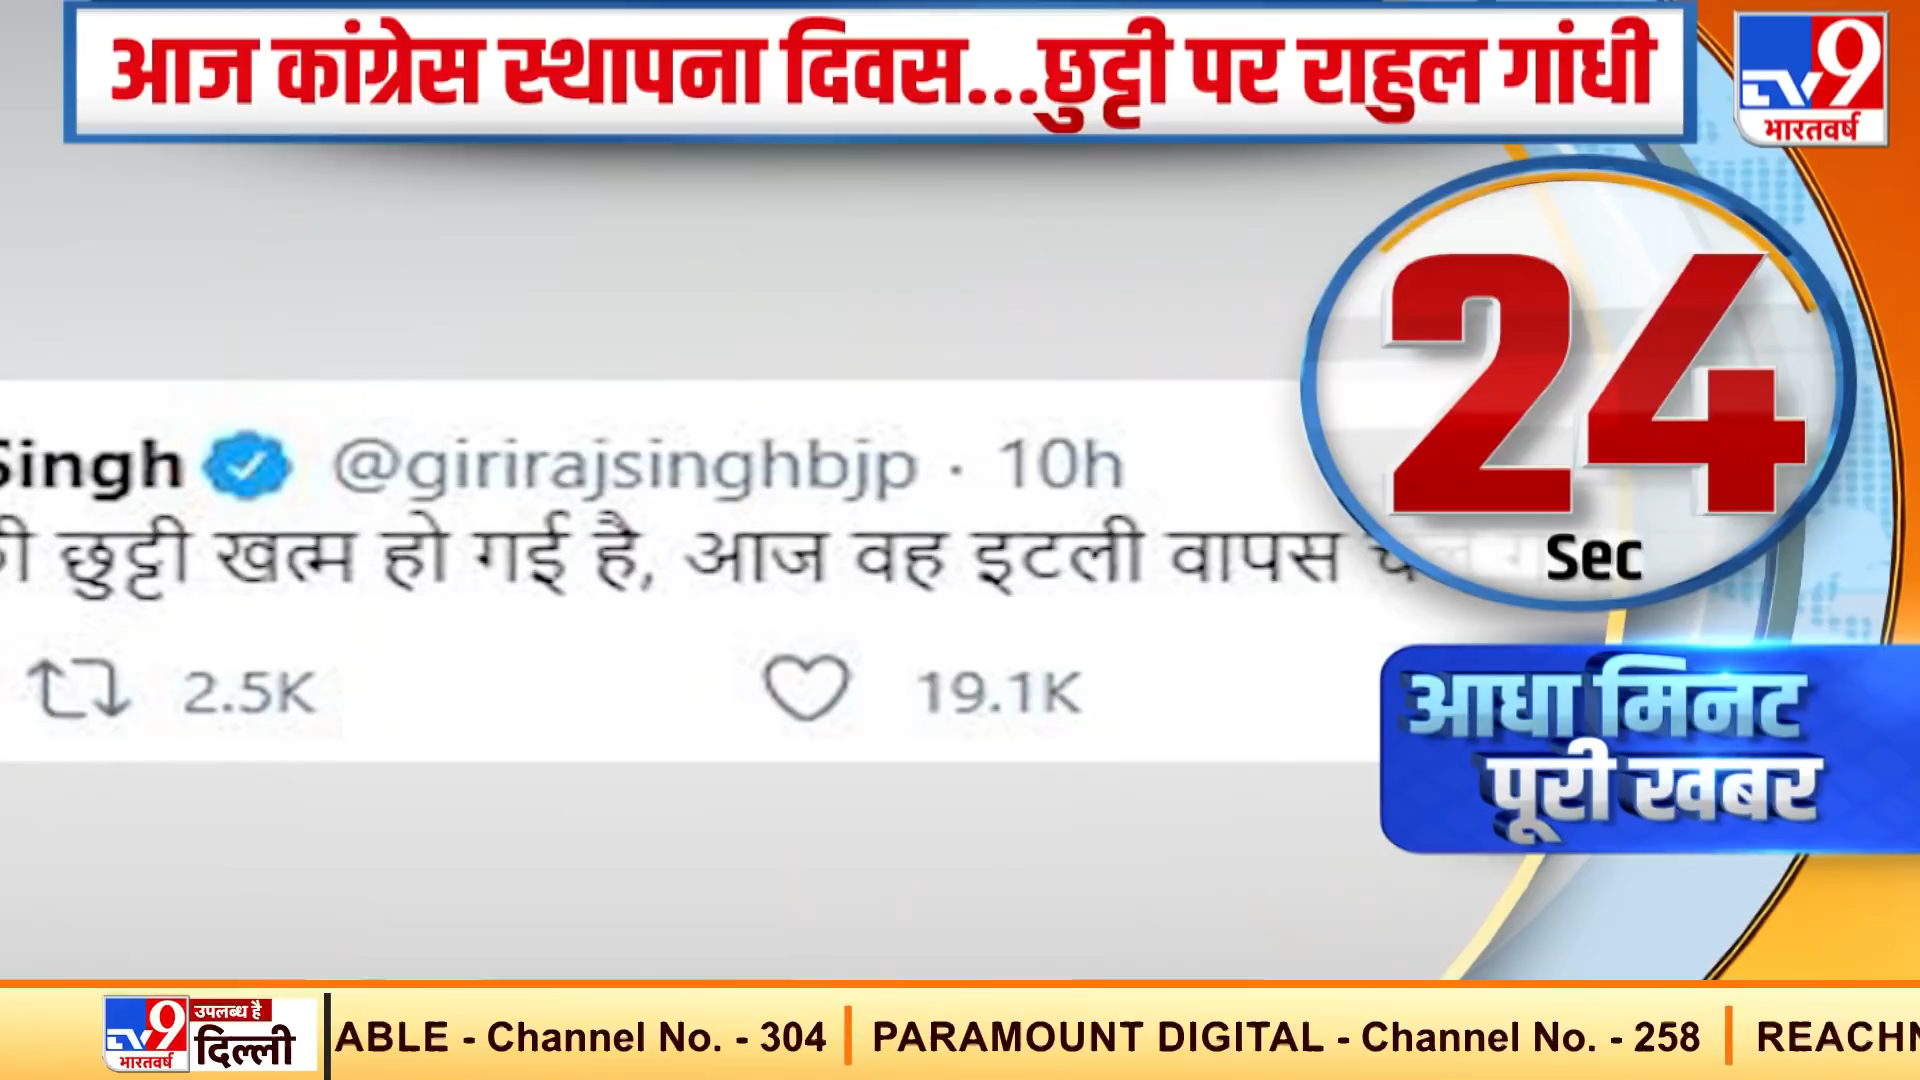 आज कांग्रेस स्थापना दिवस...छुट्टी पर राहुल गांधी
TV9
भारतवर्ष
24
Sec
Singh @girirajsinghbjp · 10h
की छुट्टी खत्म हो गई है, आज वह इटली वापस
2.5K 19.1K
आधा मिनट
पूरी खबर
TV9 भारतवर्ष
उपलब्ध है
दिल्ली
ABLE - Channel No. - 304 | PARAMOUNT DIGITAL - Channel No. - 258 | REACHN